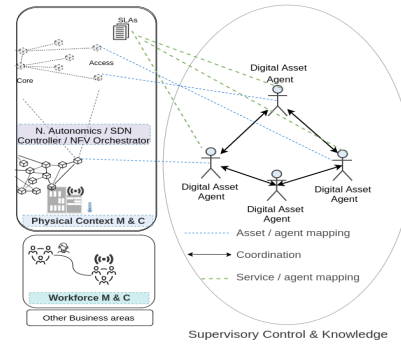 SLAs
Access
Core
N. Autonomics / SDN
Controller / NFV Orchestrator
Physical Context M & C
Workforce M & C
Other Business areas
Digital Asset
Agent
Digital Asset
Agent
Digital Asset
Agent
Digital Asset
Agent
Asset / agent mapping
Coordination
Service / agent mapping
Supervisory Control & Knowledge